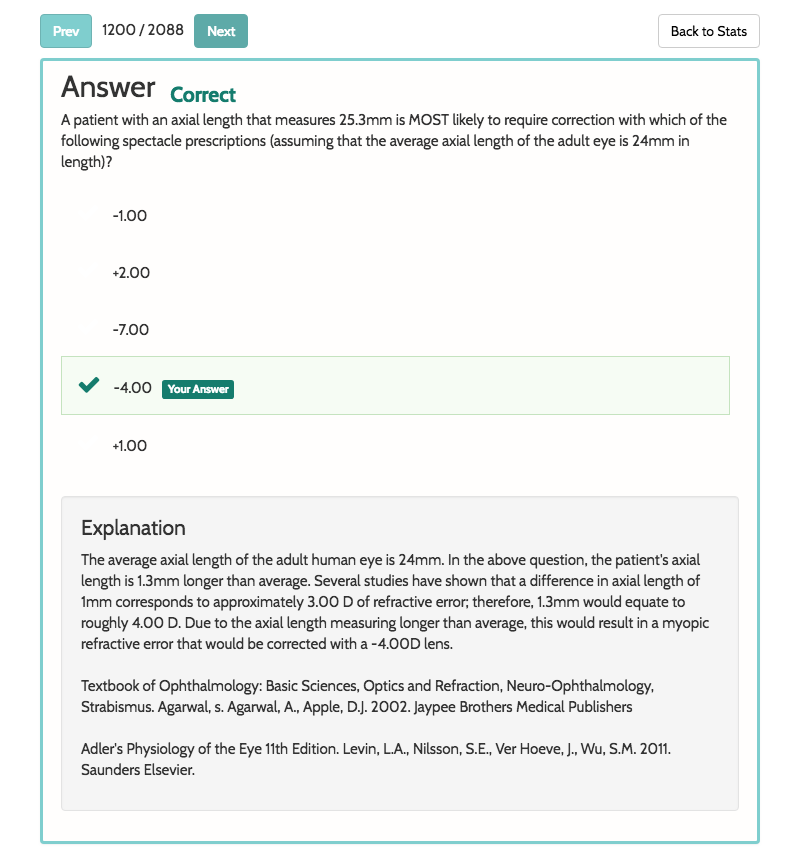 Prev 1200 / 2088 Next Back to Stats
Answer Correct
A patient with an axial length that measures 25.3mm is MOST likely to require correction with which of the
following spectacle prescriptions (assuming that the average axial length of the adult eye is 24mm in
length)?
-1.00
+2.00
-7.00
-4.00 Your Answer
+1.00
Explanation
The average axial length of the adult human eye is 24mm. In the above question, the patient's axial
length is 1.3mm longer than average. Several studies have shown that a difference in axial length of
1mm corresponds to approximately 3.00 D of refractive error; therefore, 1.3mm would equate to
roughly 4.00 D. Due to the axial length measuring longer than average, this would result in a myopic
refractive error that would be corrected with a -4.00D lens.
Textbook of Ophthalmology: Basic Sciences, Optics and Refraction, Neuro-Ophthalmology,
Strabismus. Agarwal, s. Agarwal, A., Apple, D.J. 2002. Jaypee Brothers Medical Publishers
Adler's Physiology of the Eye 11th Edition. Levin, L.A., Nilsson, S.E., Ver Hoeve, J., Wu, S.M. 2011.
Saunders Elsevier.